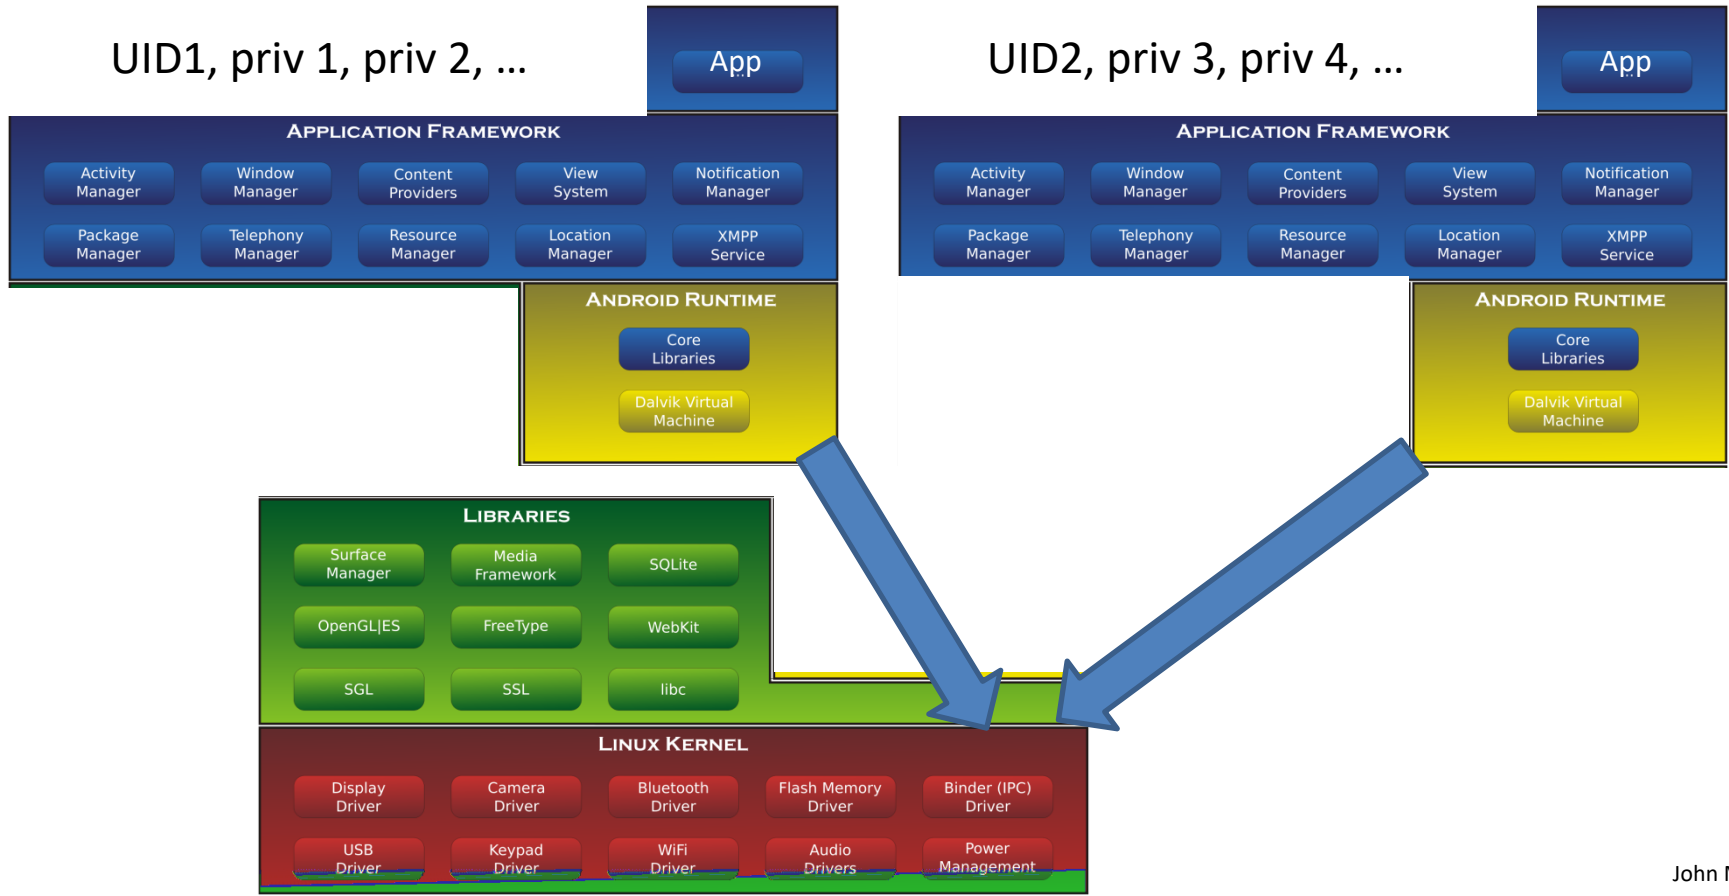 UID1, priv 1, priv 2, …
App
APPLICATION FRAMEWORK
Activity
Manager
Window
Manager
Content
Providers
View
System
Notification
Manager
Package
Manager
Telephony
Manager
Resource
Manager
Location
Manager
XMPP
Service
ANDROID RUNTIME
Core
Libraries
Dalvik Virtual
Machine
UID2, priv 3, priv 4, …
App
APPLICATION FRAMEWORK
Activity
Manager
Window
Manager
Content
Providers
View
System
Notification
Manager
Package
Manager
Telephony
Manager
Resource
Manager
Location
Manager
XMPP
Service
ANDROID RUNTIME
Core
Libraries
Dalvik Virtual
Machine
LIBRARIES
Surface
Manager
Media
Framework
SQLite
OpenGL|ES
FreeType
WebKit
SGL
SSL
libc
LINUX KERNEL
Display
Driver
Camera
Driver
Bluetooth
Driver
Flash Memory
Driver
Binder (IPC)
Driver
USB
Driver
Keypad
Driver
WiFi
Driver
Audio
Drivers
Power
Management
John